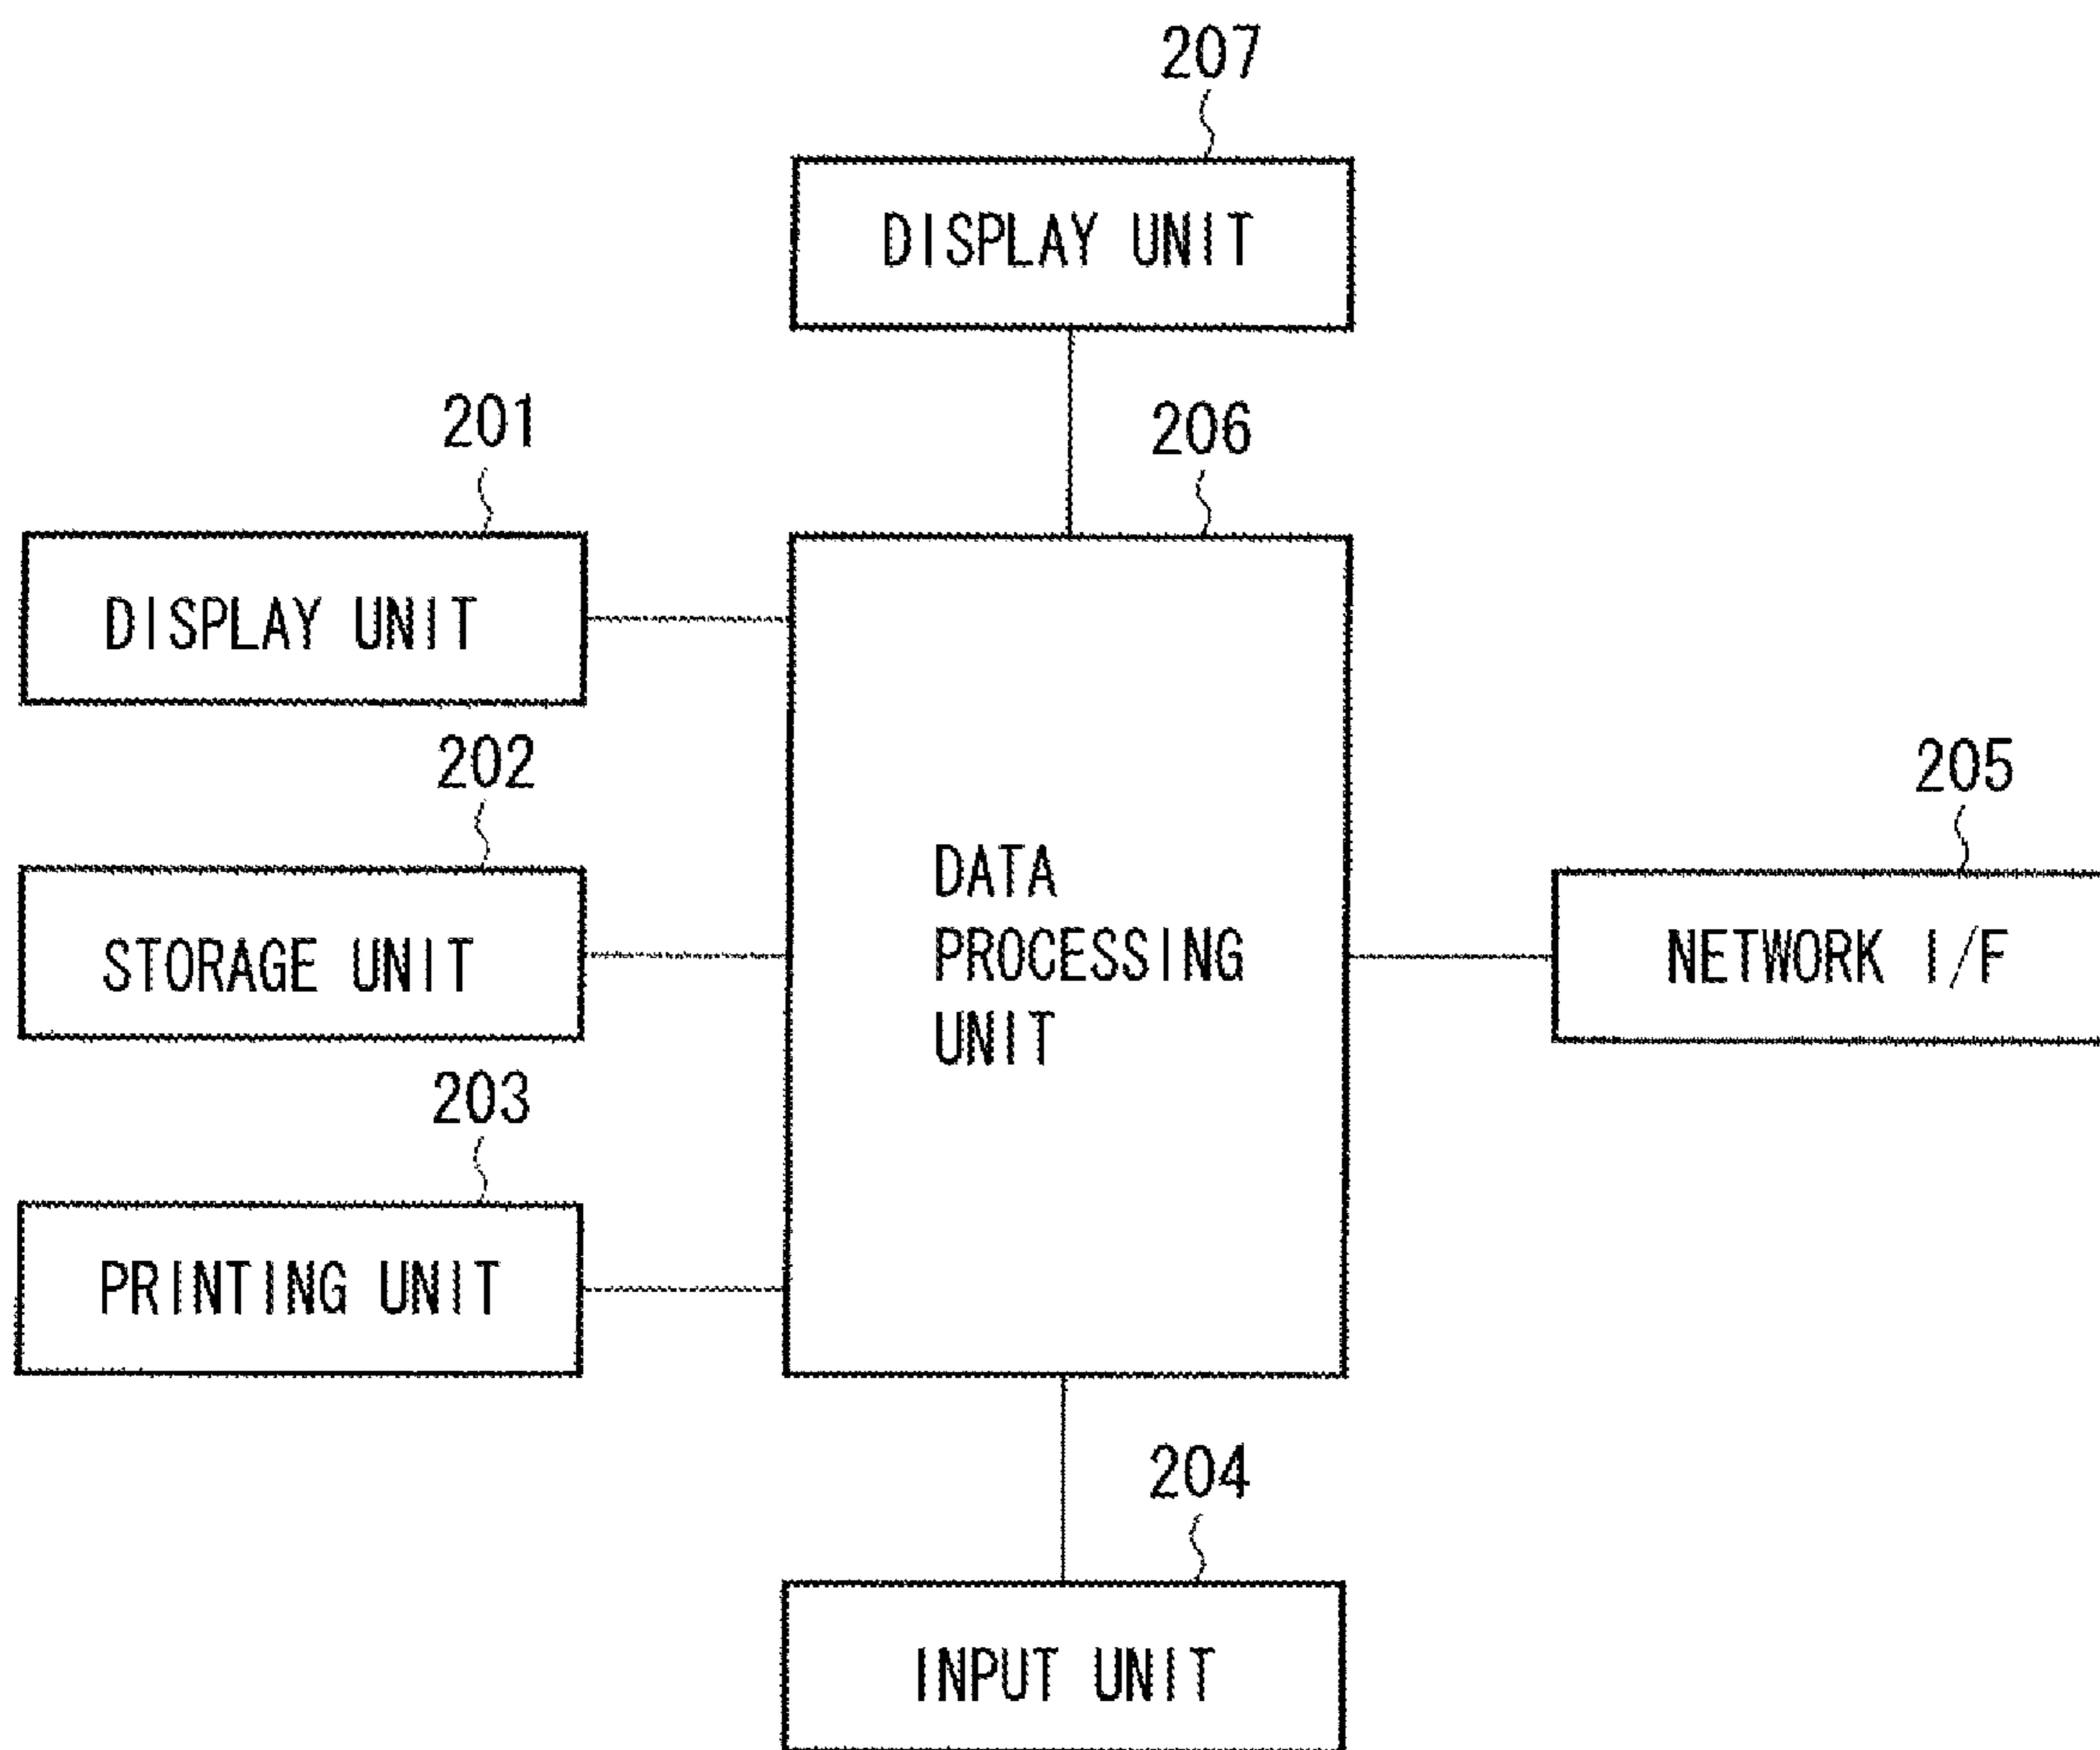 207
DISPLAY UNIT
201
206
DISPLAY UNIT
202
205
DATA
PROCESSING
UNIT
STORAGE UNIT
NETWORK I/F
203
PRINTING UNIT
204
INPUT UNIT